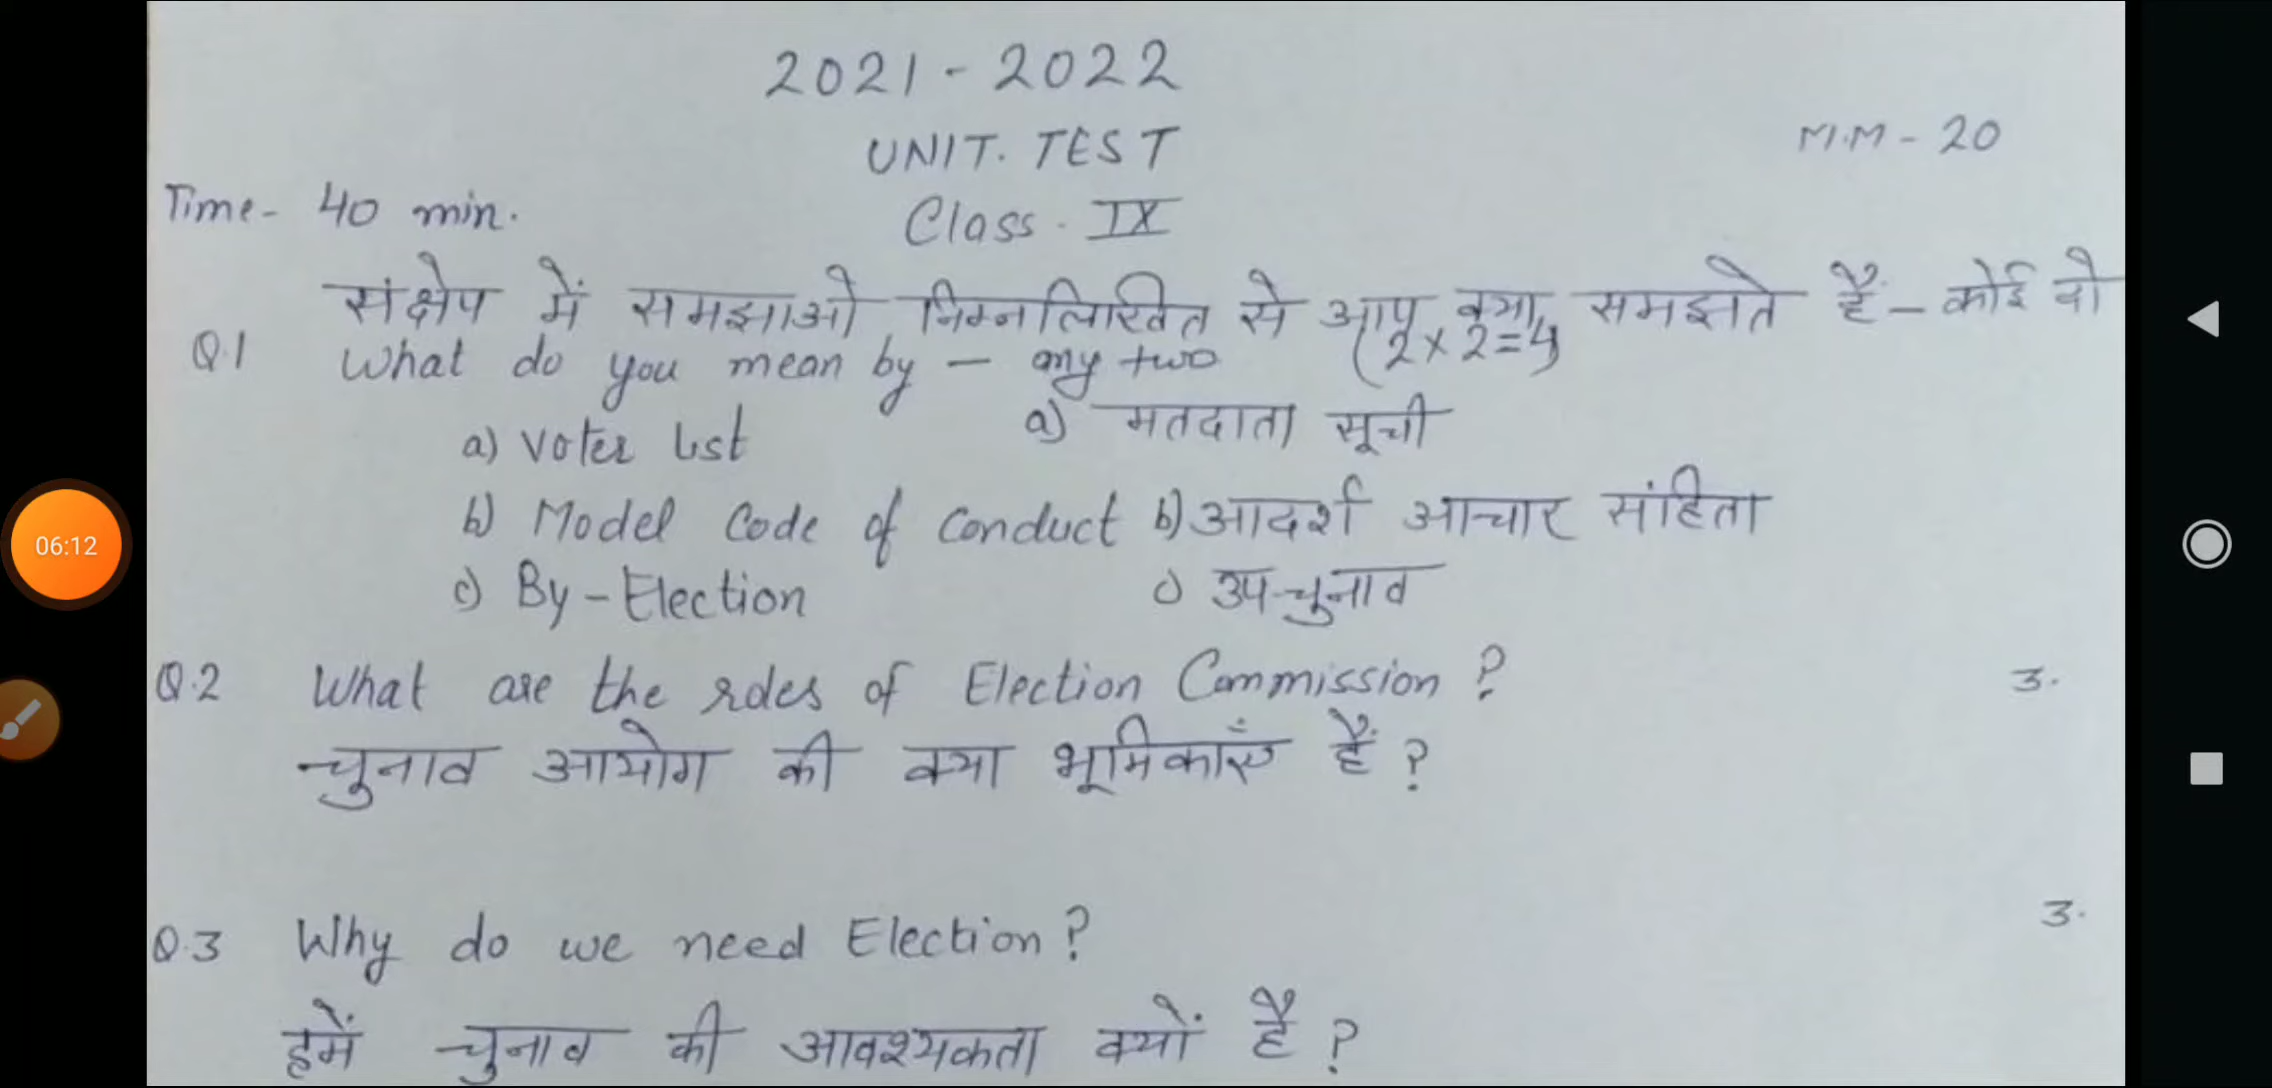 2021-2022
UNIT. TEST
M.M - 20
Time- 40 min.
Class - IX
संक्षेप में समझाओ निम्नलिखित से आप क्या समझते हैं - कोई दो
Q.1 What do you mean by - any two (2×2=4)
a) Voter list a) मतदाता सूची
b) Model Code of Conduct b) आदर्श आचार संहिता
c) By-Election c) उप-चुनाव
Q.2 What are the roles of Election Commission? 3.
चुनाव आयोग की क्या भूमिकाएँ हैं?
Q.3 Why do we need Election? 3.
हमें चुनाव की आवश्यकता क्यों है?
06:12